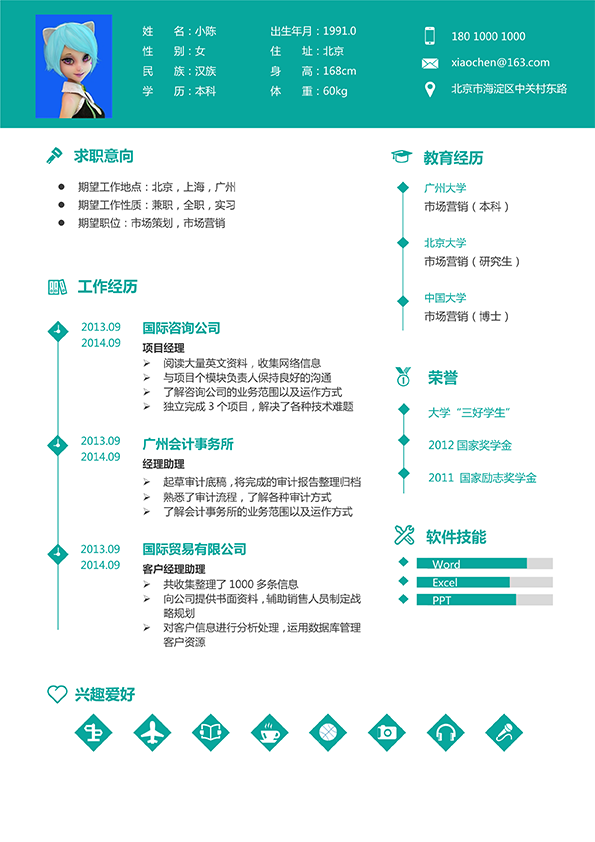 姓　　名：小陈
出生年月：1991.0
180 1000 1000
性　　别：女
住　　址：北京
xiaochen@163.com
民　　族：汉族
身　　高：168cm
北京市海淀区中关村东路
学　　历：本科
体　　重：60kg
求职意向
期望工作地点：北京，上海，广州
期望工作性质：兼职，全职，实习
期望职位：市场策划，市场营销
工作经历
2013.09
2014.09
国际咨询公司
项目经理
阅读大量英文资料，收集网络信息
与项目个模块负责人保持良好的沟通
了解咨询公司的业务范围以及运作方式
独立完成 3 个项目，解决了各种技术难题
2013.09
2014.09
广州会计事务所
经理助理
起草审计底稿，将完成的审计报告整理归档
熟悉了审计流程，了解各种审计方式
了解会计事务所的业务范围以及运作方式
2013.09
2014.09
国际贸易有限公司
客户经理助理
共收集整理了 1000 多条信息
向公司提供书面资料，辅助销售人员制定战
略规划
对客户信息进行分析处理，运用数据库管理
客户资源
教育经历
广州大学
市场营销（本科）
北京大学
市场营销（研究生）
中国大学
市场营销（博士）
荣誉
大学“三好学生”
2012 国家奖学金
2011 国家励志奖学金
软件技能
Word
Excel
PPT
兴趣爱好